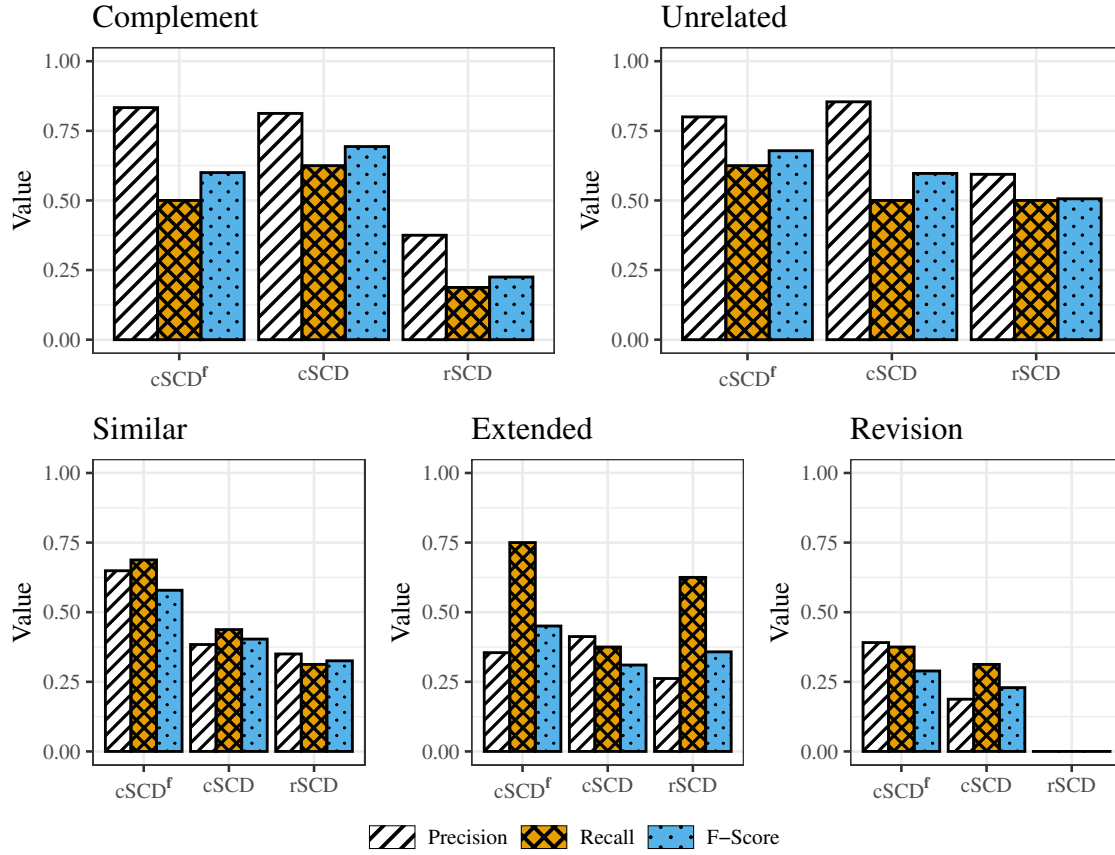 Complement
Unrelated
1.00
0.75
0.50
0.25
0.00
Value
cSCDᶠ cSCD rSCD
1.00
0.75
0.50
0.25
0.00
Value
cSCDᶠ cSCD rSCD
Similar
Extended
Revision
1.00
0.75
0.50
0.25
0.00
Value
cSCDᶠ cSCD rSCD
1.00
0.75
0.50
0.25
0.00
Value
cSCDᶠ cSCD rSCD
1.00
0.75
0.50
0.25
0.00
Value
cSCDᶠ cSCD rSCD
Precision Recall F−Score